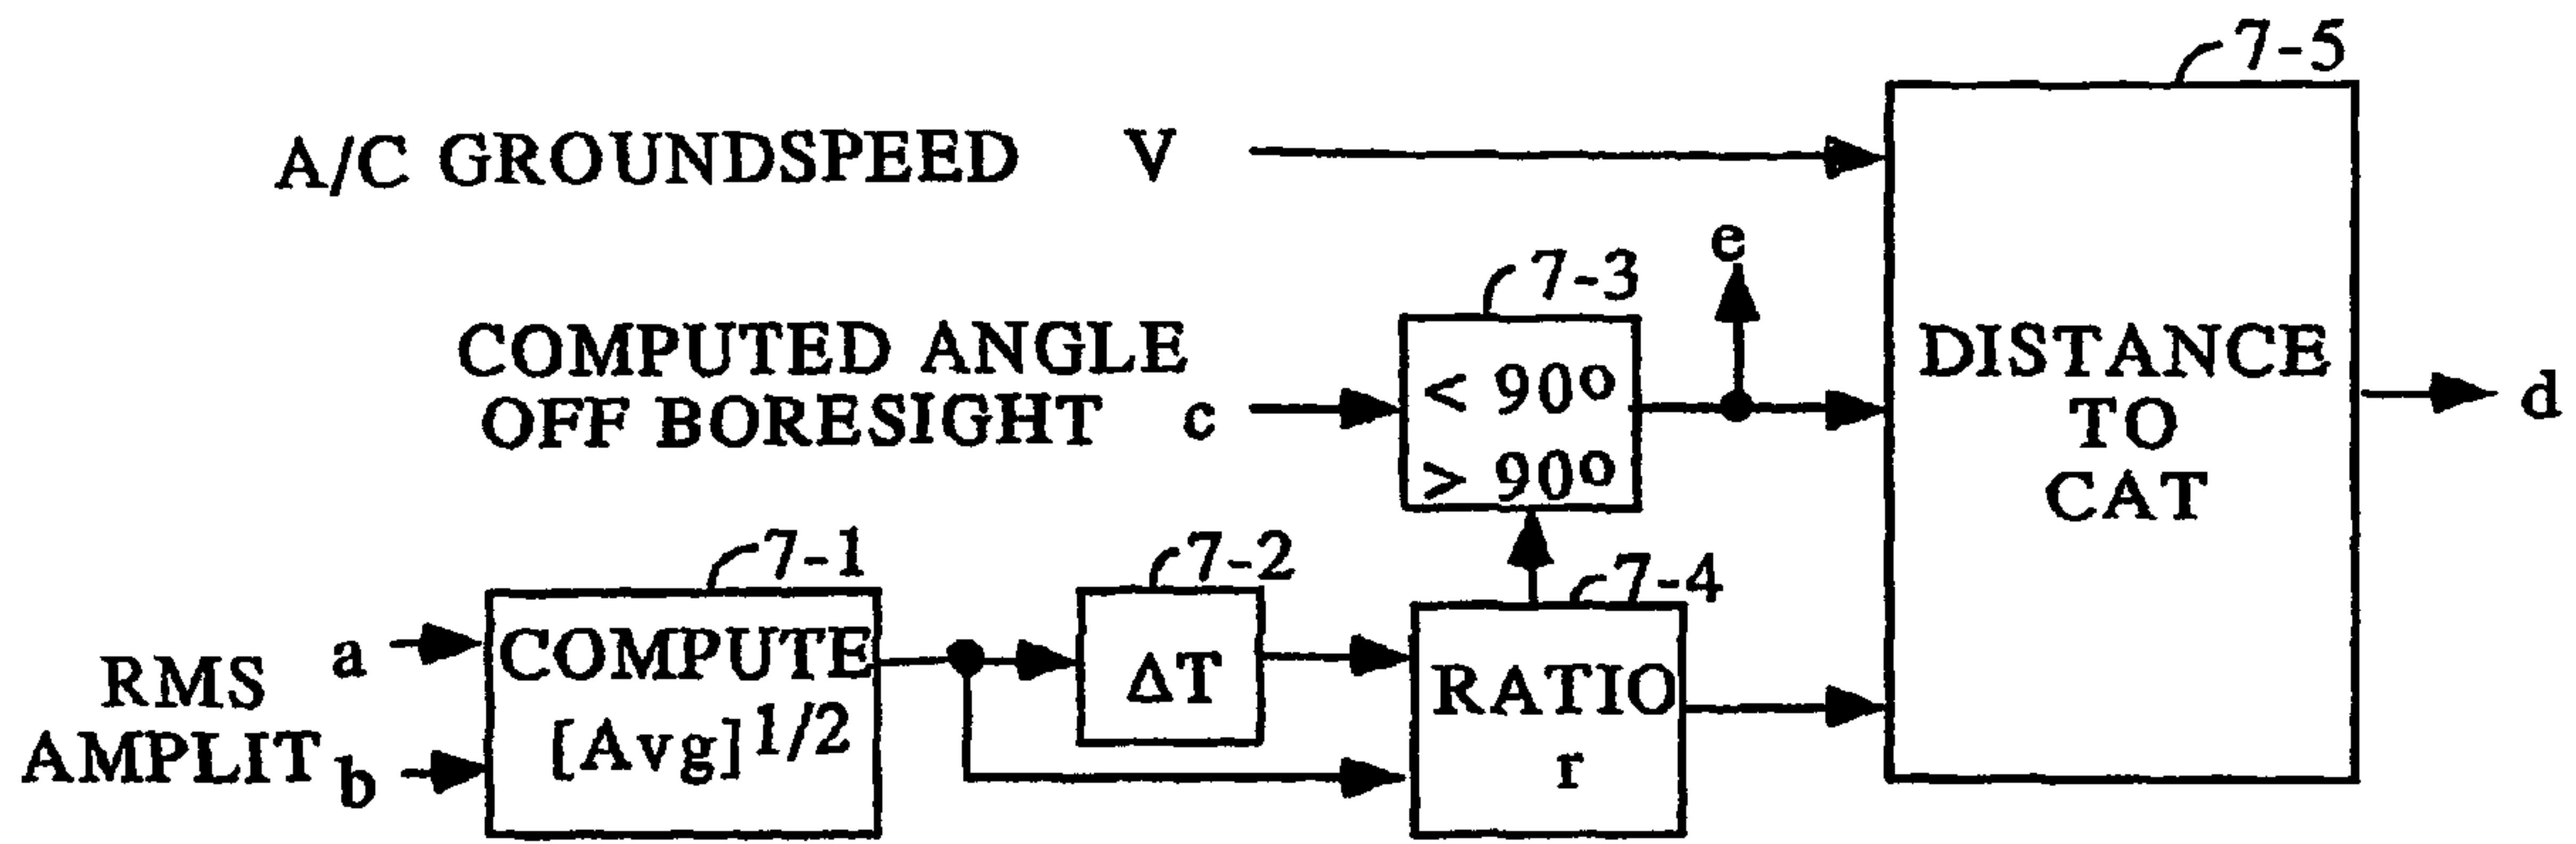 7-5
A/C GROUNDSPEED V
e
7-3
COMPUTED ANGLE
OFF BORESIGHT c
< 90º
> 90º
DISTANCE
TO
CAT
d
7-1
7-2
7-4
RMS
AMPLIT
a
b
COMPUTE
[Avg]1/2
ΔT
RATIO
r